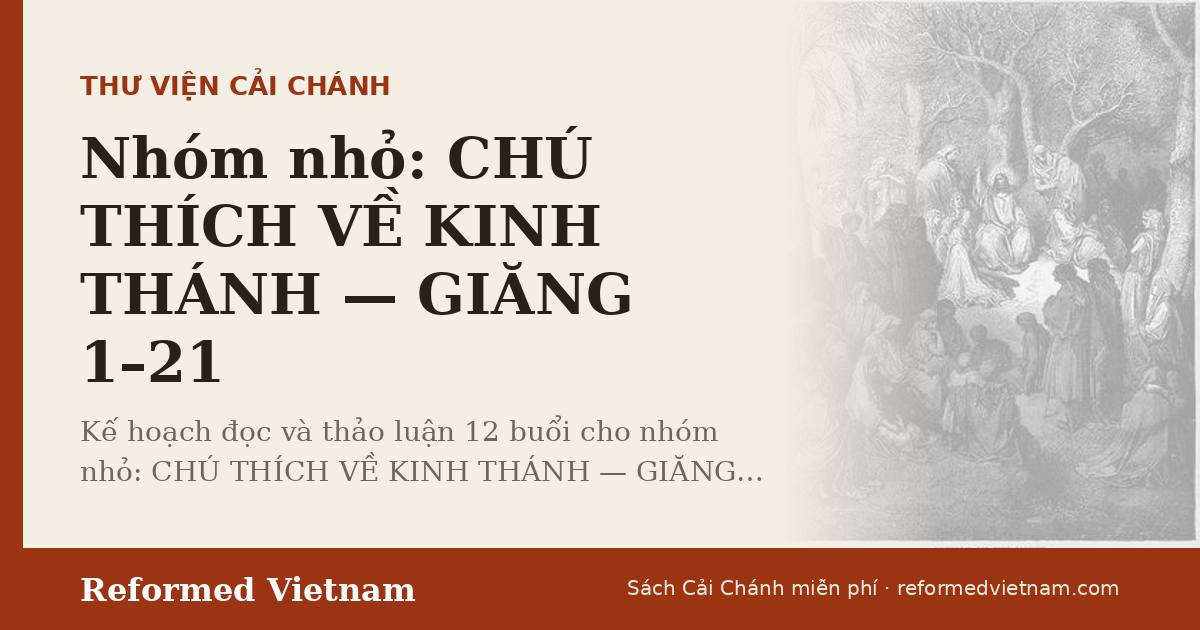 THƯ VIỆN CẢI CHÁNH
Nhóm nhỏ: CHÚ
THÍCH VỀ KINH
THÁNH — GIĂNG
1–21
Kế hoạch đọc và thảo luận 12 buổi cho nhóm
nhỏ: CHÚ THÍCH VỀ KINH THÁNH — GIĂNG…
Reformed Vietnam
Sách Cải Chánh miễn phí · reformedvietnam.com